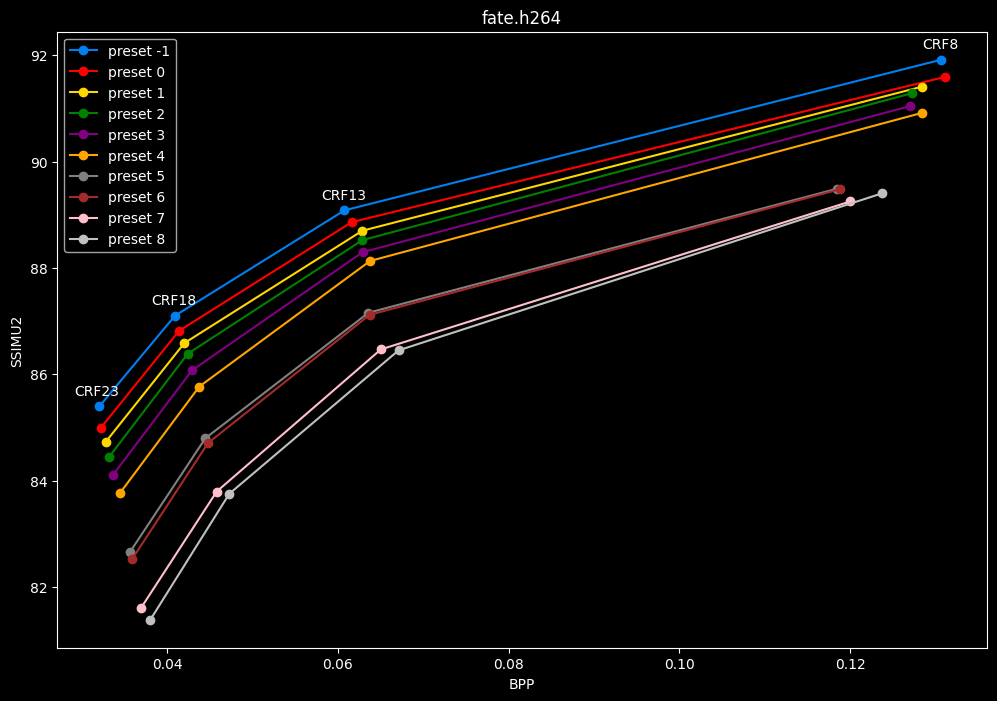 fate.h264
preset -1
preset 0
preset 1
preset 2
preset 3
preset 4
preset 5
preset 6
preset 7
preset 8
CRF8
CRF13
CRF18
CRF23
92
90
88
86
84
82
SSIMU2
0.04 0.06 0.08 0.10 0.12
BPP